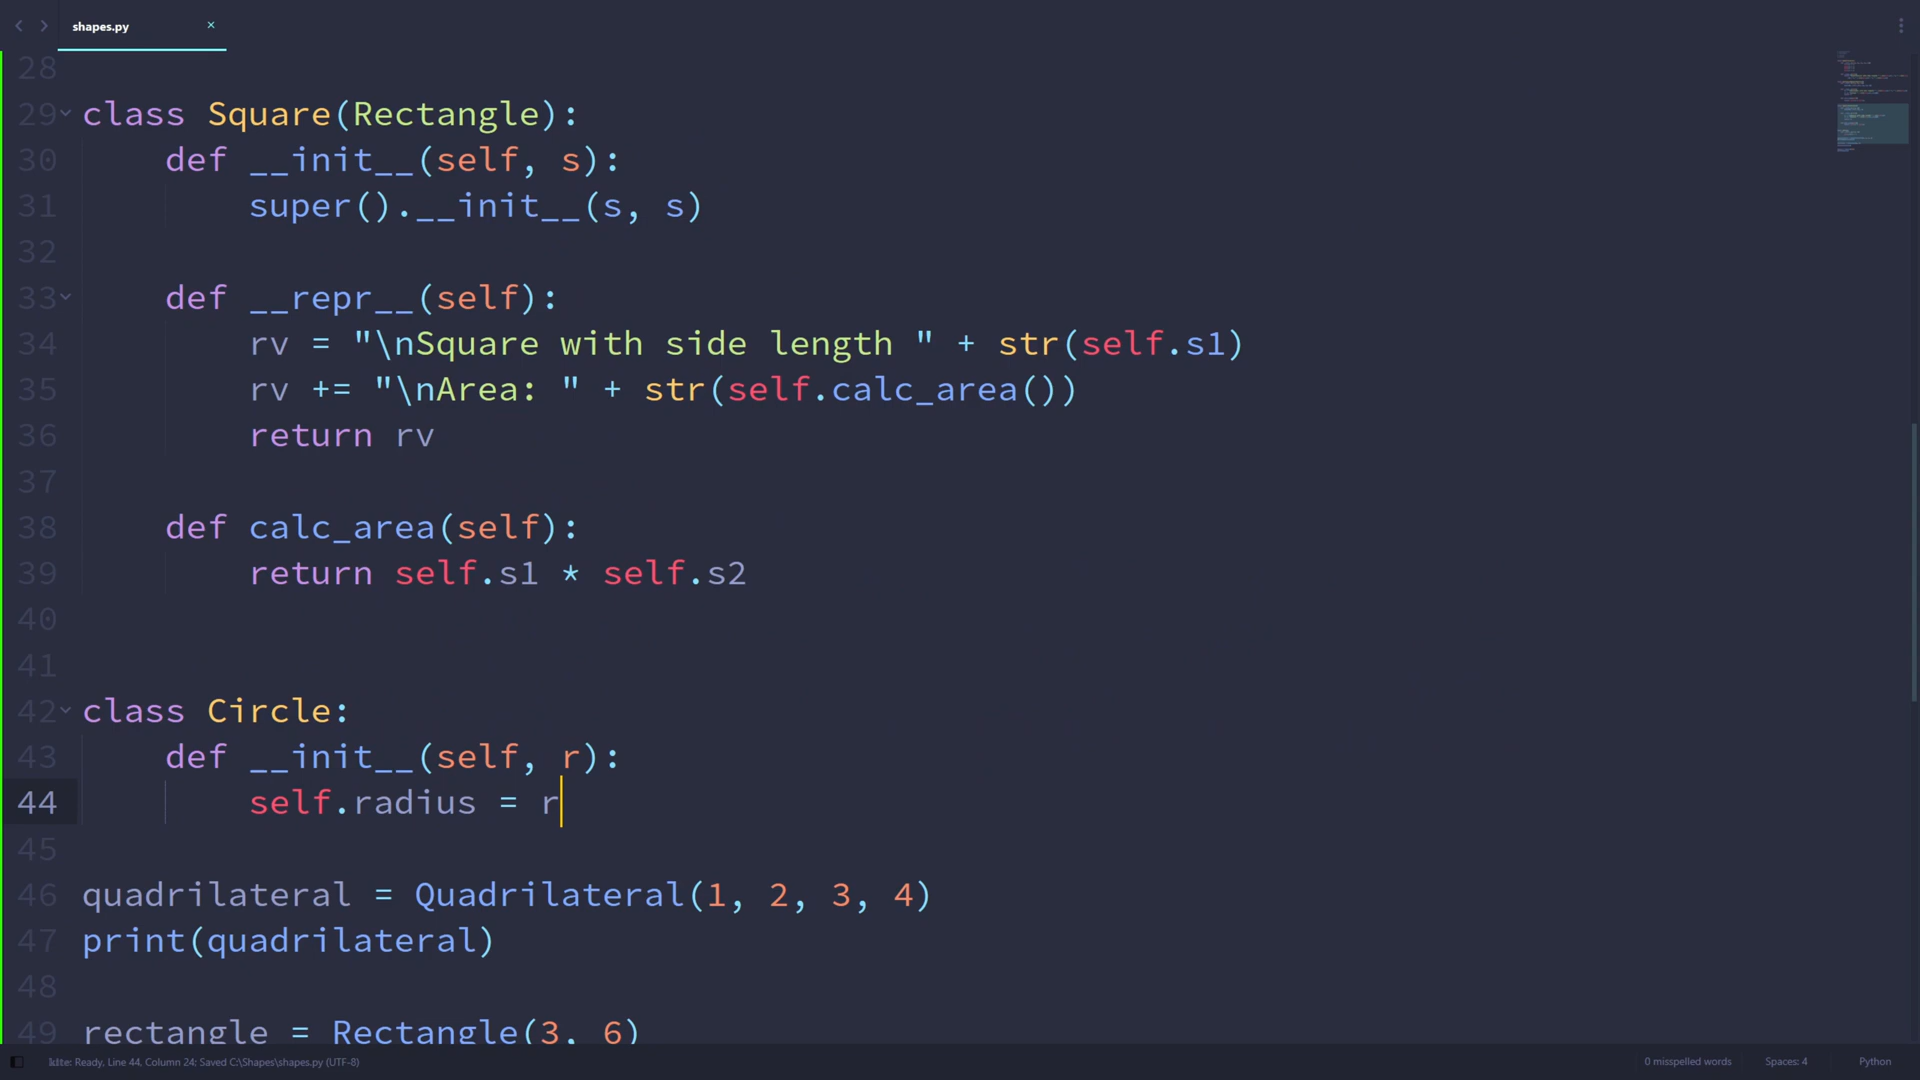 shapes.py
28
29 class Square(Rectangle):
30     def __init__(self, s):
31         super().__init__(s, s)
32
33     def __repr__(self):
34         rv = "\nSquare with side length " + str(self.s1)
35         rv += "\nArea: " + str(self.calc_area())
36         return rv
37
38     def calc_area(self):
39         return self.s1 * self.s2
40
41
42 class Circle:
43     def __init__(self, r):
44         self.radius = r
45
46 quadrilateral = Quadrilateral(1, 2, 3, 4)
47 print(quadrilateral)
48
49 rectangle = Rectangle(3, 6)
Ready, Line 44, Column 24; Saved C:\Shapes\shapes.py (UTF-8) 0 misspelled words Spaces: 4 Python